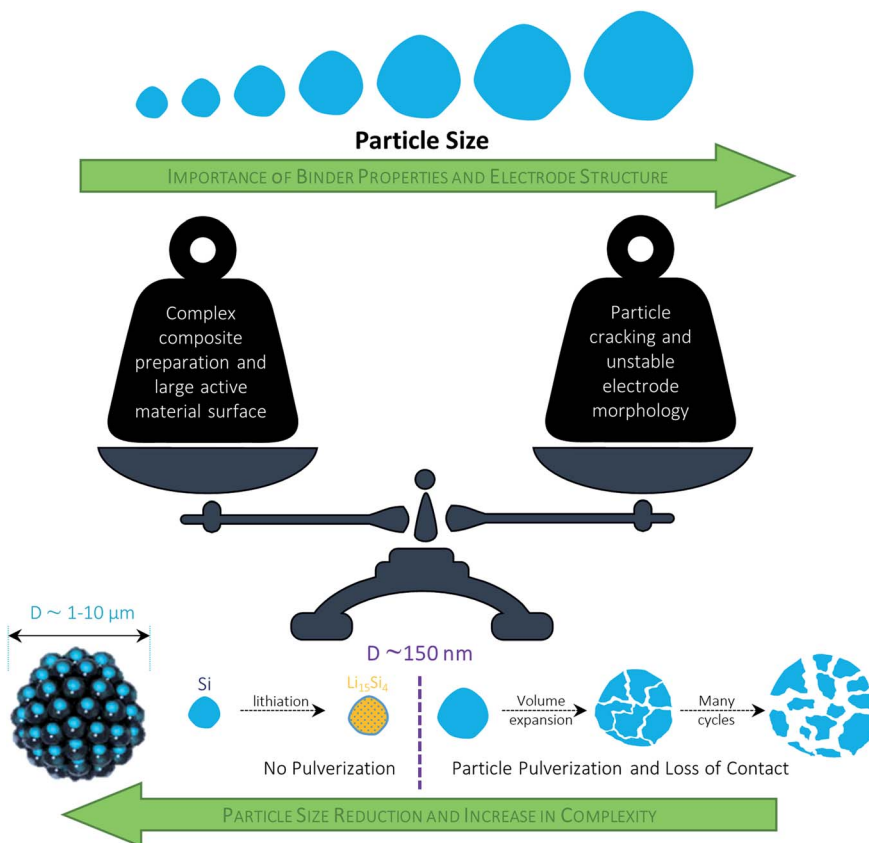 Particle Size
IMPORTANCE OF BINDER PROPERTIES AND ELECTRODE STRUCTURE
Complex
composite
preparation and
large active
material surface
Particle
cracking and
unstable
electrode
morphology
D ~ 1-10 µm
D ~150 nm
Si
lithiation
Li₁₅Si₄
Volume
expansion
Many
cycles
No Pulverization
Particle Pulverization and Loss of Contact
PARTICLE SIZE REDUCTION AND INCREASE IN COMPLEXITY